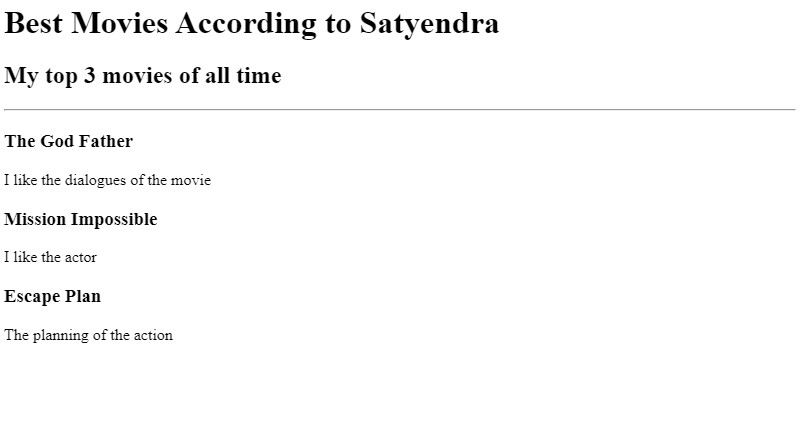 Best Movies According to Satyendra
My top 3 movies of all time
The God Father
I like the dialogues of the movie
Mission Impossible
I like the actor
Escape Plan
The planning of the action